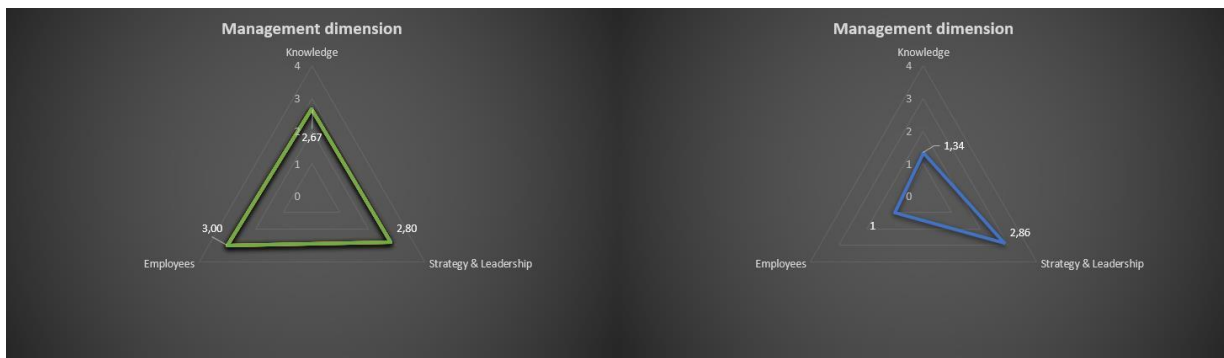 Management dimension
Knowledge
4
3
2
2,67
1
0
3,00
2,80
Employees
Strategy & Leadership
Management dimension
Knowledge
4
3
2
1,34
1
0
1
2,86
Employees
Strategy & Leadership